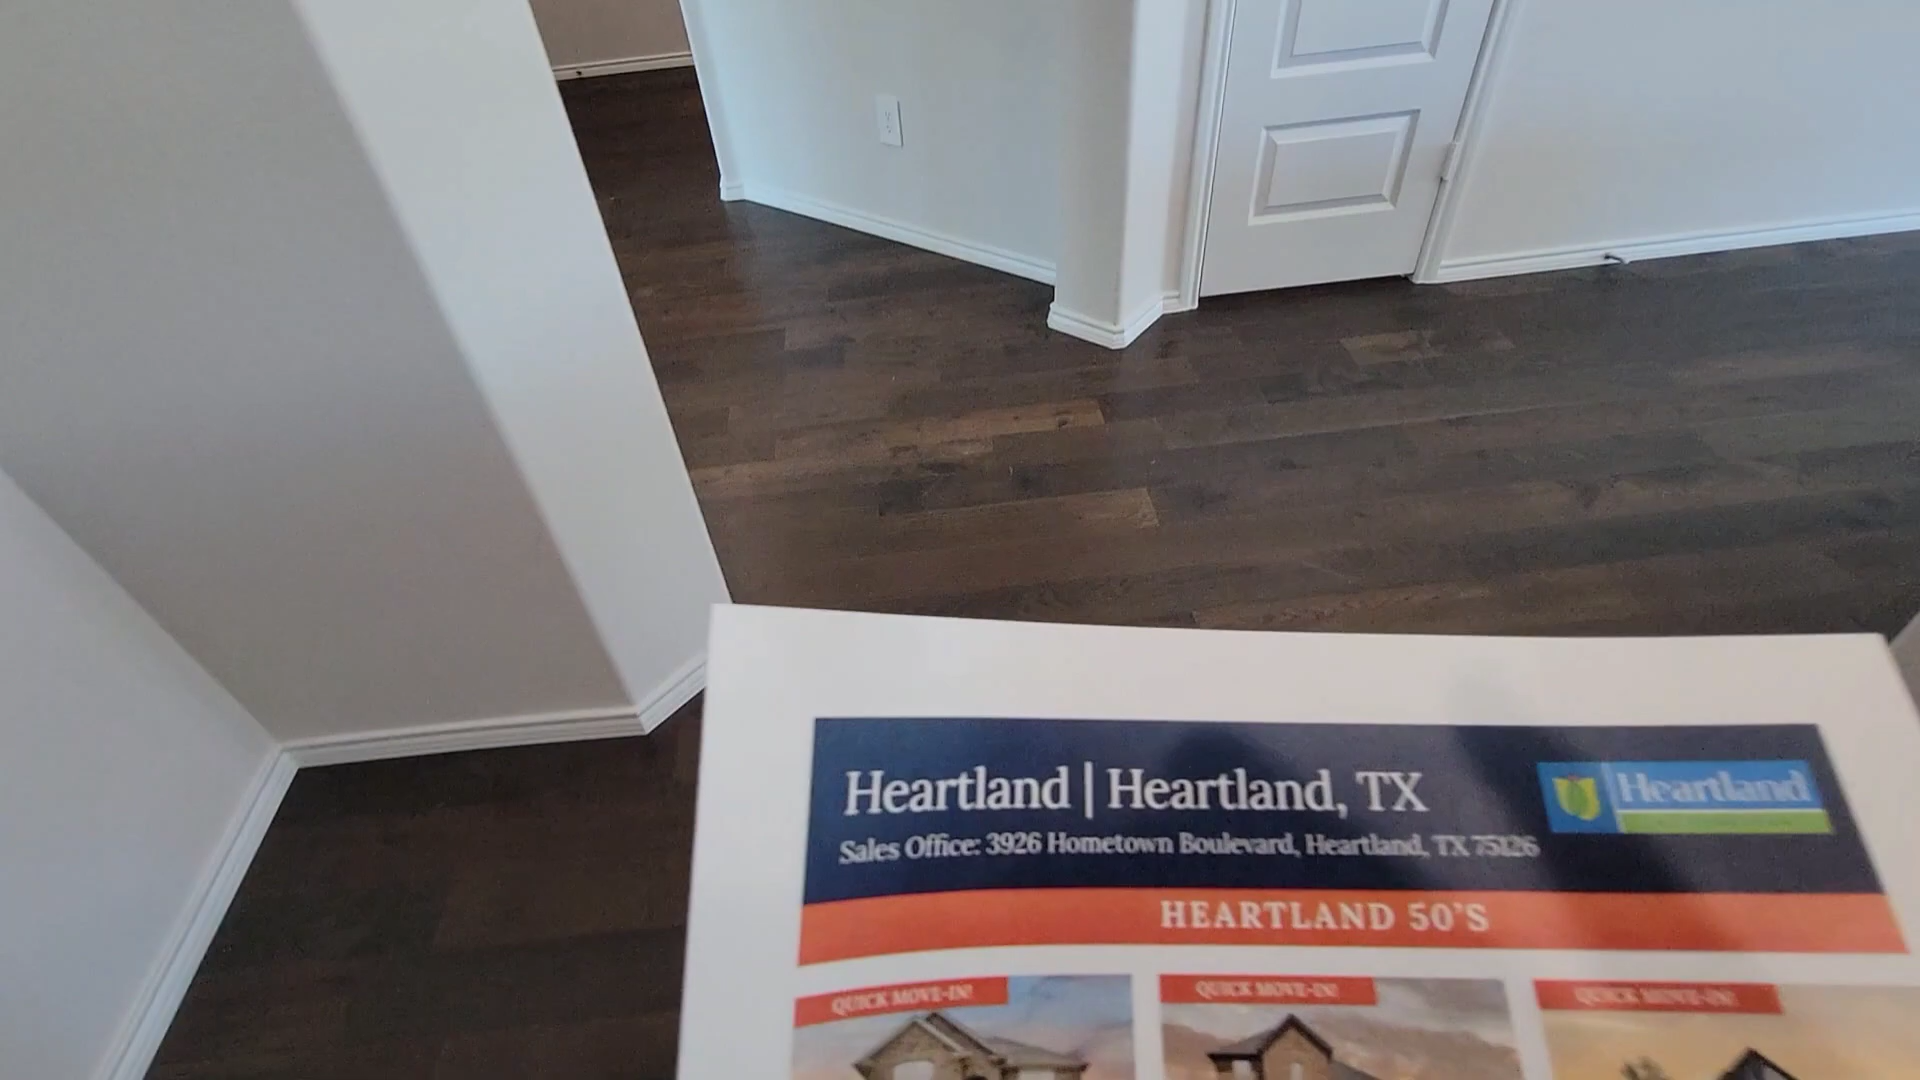 Heartland | Heartland, TX
Heartland
Sales Office: 3926 Hometown Boulevard, Heartland, TX 75126
HEARTLAND 50'S
QUICK MOVE-IN!
QUICK MOVE-IN!
QUICK MOVE-IN!